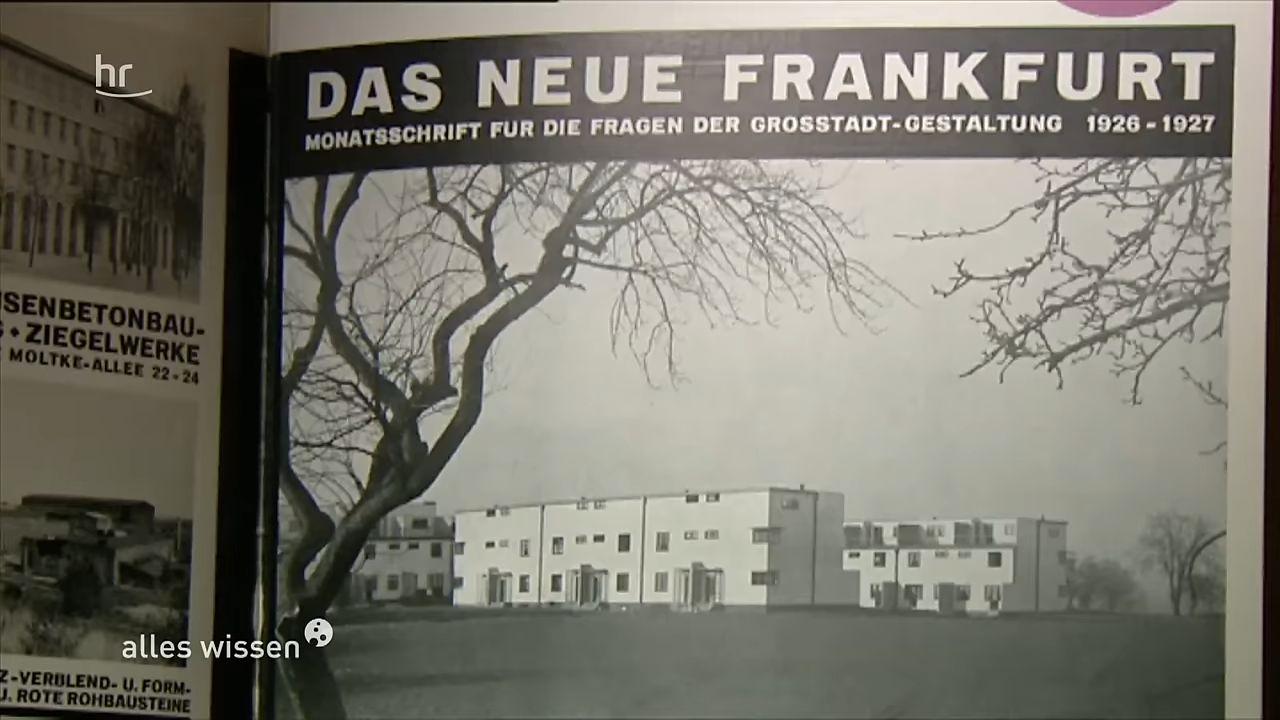 hr
DAS NEUE FRANKFURT
MONATSSCHRIFT FUR DIE FRAGEN DER GROSSTADT-GESTALTUNG 1926-1927
ISENBETONBAU-
ZIEGELWERKE
MOLTKE-ALLEE 22-24
alles wissen
Z-VERBLEND- U. FORM-
U. ROTE ROHBAUSTEINE